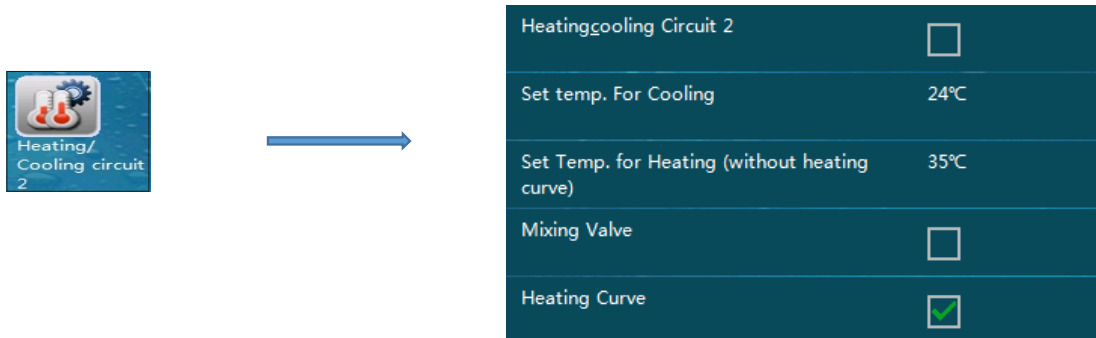 Heating/
Cooling circuit
2
Heatingcooling Circuit 2
Set temp. For Cooling 24℃
Set Temp. for Heating (without heating 35℃
curve)
Mixing Valve
Heating Curve